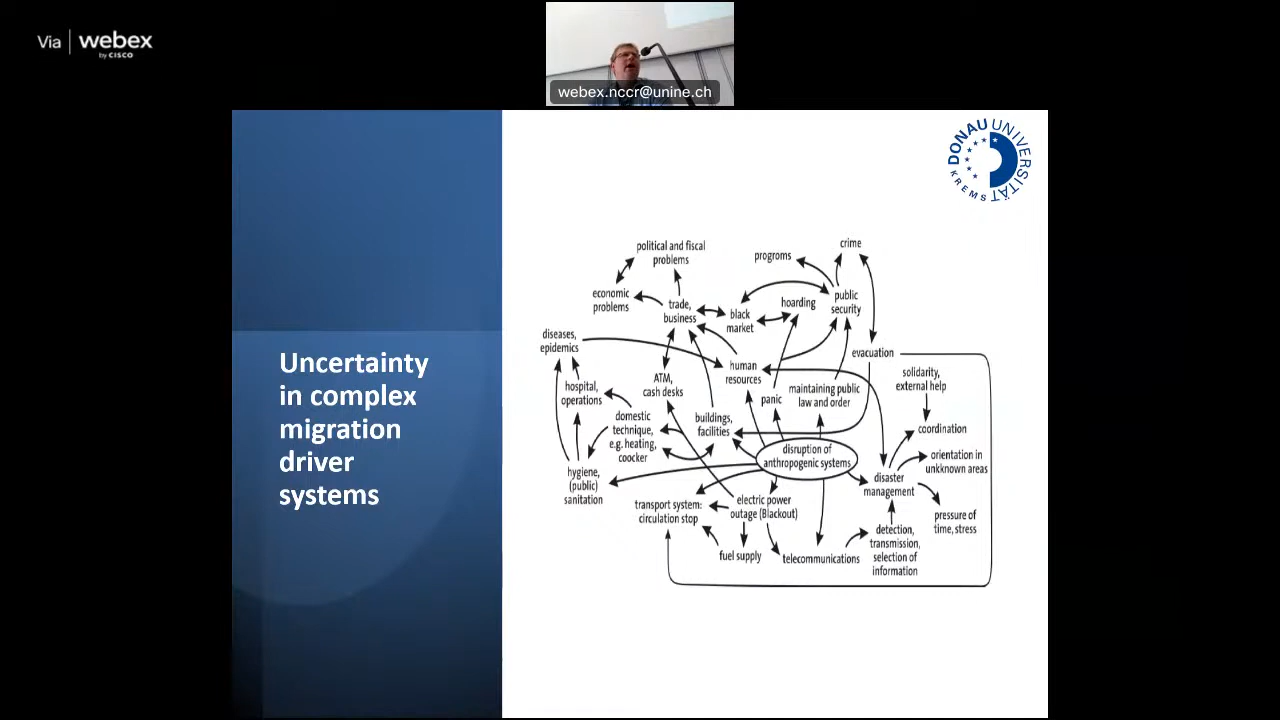 Via webex
by CISCO
webex.nccr@unine.ch
DONAU UNIVERSITÄT
KREMS
Uncertainty
in complex
migration
driver
systems
political and fiscal
problems
programs
crime
economic
problems
trade,
business
black
market
hoarding
public
security
diseases,
epidemics
evacuation
human
resources
solidarity,
external help
hospital,
operations
ATM,
cash desks
panic
maintaining public
law and order
domestic
technique,
e.g. heating,
coocker
buildings,
facilities
coordination
disruption of
anthropogenic systems
orientation in
unkknown areas
hygiene,
(public)
sanitation
disaster
management
transport system:
circulation stop
electric power
outage (Blackout)
pressure of
time, stress
fuel supply
telecommunications
detection,
transmission,
selection of
information